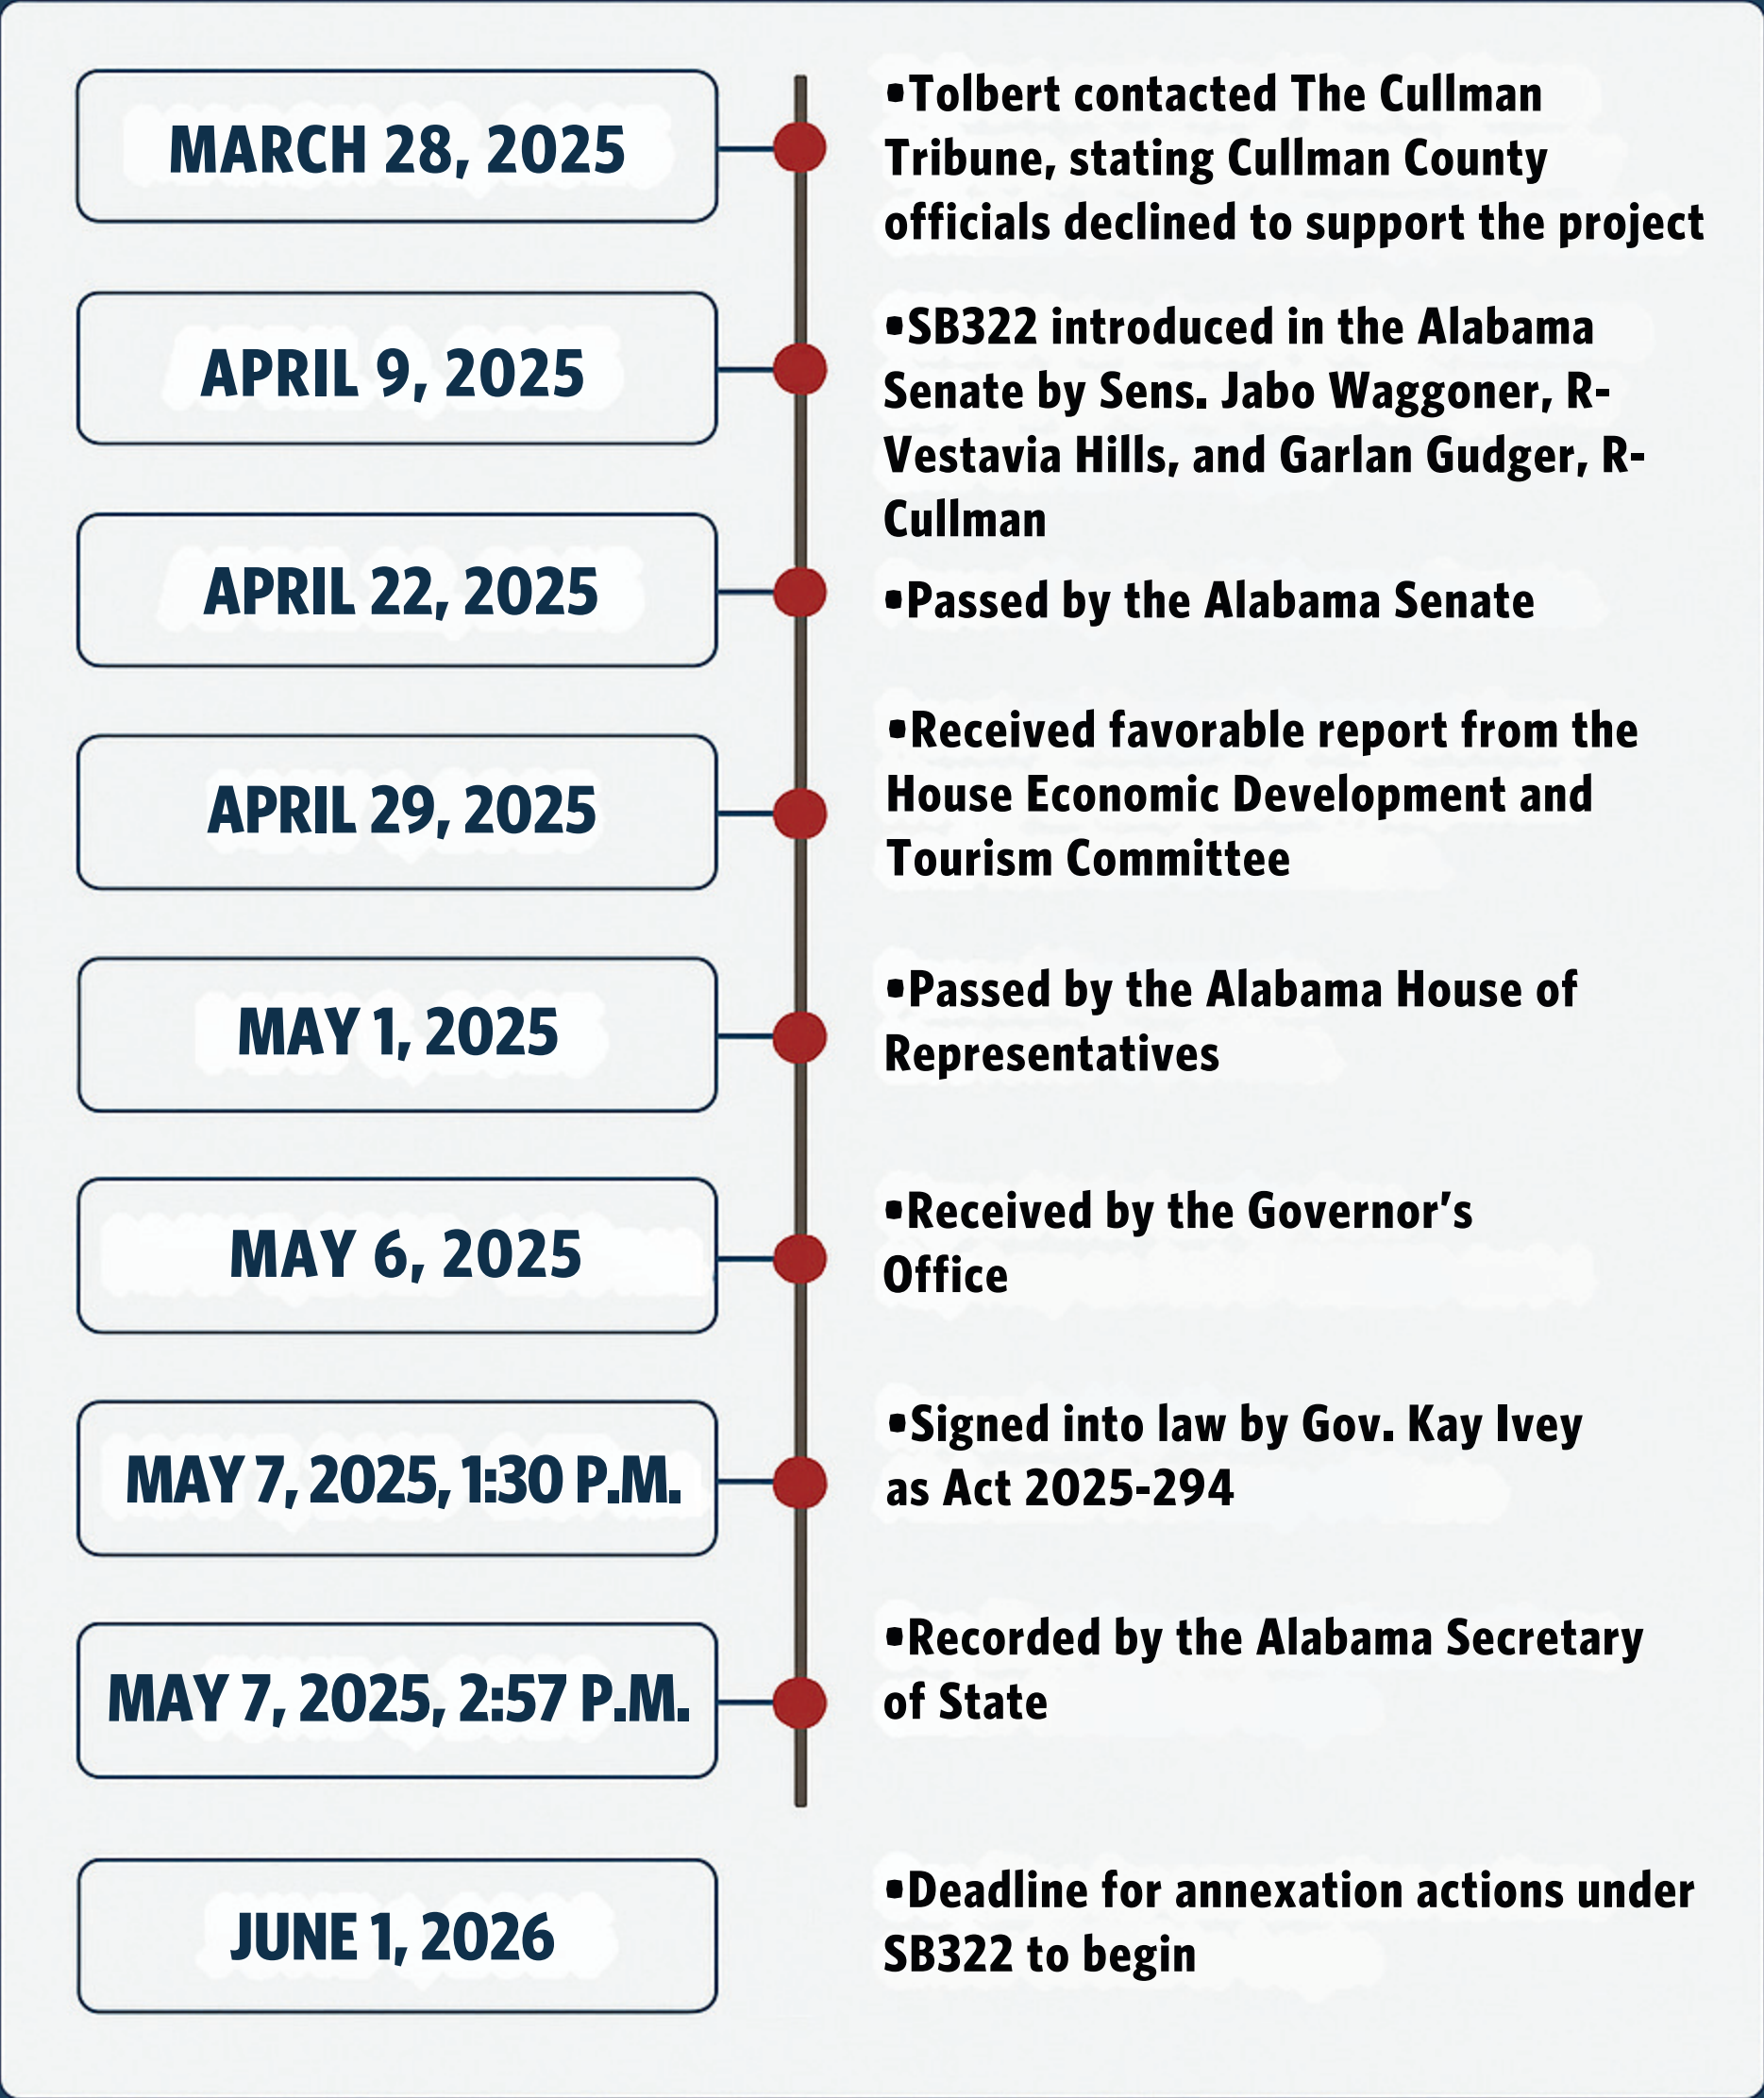 MARCH 28, 2025
•Tolbert contacted The Cullman
Tribune, stating Cullman County
officials declined to support the project
APRIL 9, 2025
•SB322 introduced in the Alabama
Senate by Sens. Jabo Waggoner, R-
Vestavia Hills, and Garlan Gudger, R-
Cullman
APRIL 22, 2025
•Passed by the Alabama Senate
APRIL 29, 2025
•Received favorable report from the
House Economic Development and
Tourism Committee
MAY 1, 2025
•Passed by the Alabama House of
Representatives
MAY 6, 2025
•Received by the Governor’s
Office
MAY 7, 2025, 1:30 P.M.
•Signed into law by Gov. Kay Ivey
as Act 2025-294
MAY 7, 2025, 2:57 P.M.
•Recorded by the Alabama Secretary
of State
JUNE 1, 2026
•Deadline for annexation actions under
SB322 to begin